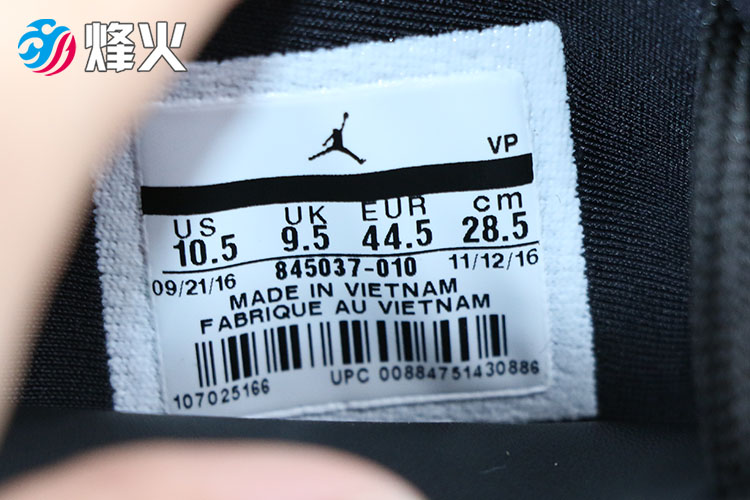 烽火
VP
US UK EUR cm
10.5 9.5 44.5 28.5
09/21/16 845037-010 11/12/16
MADE IN VIETNAM
FABRIQUE AU VIETNAM
107025166 UPC 00884751430886